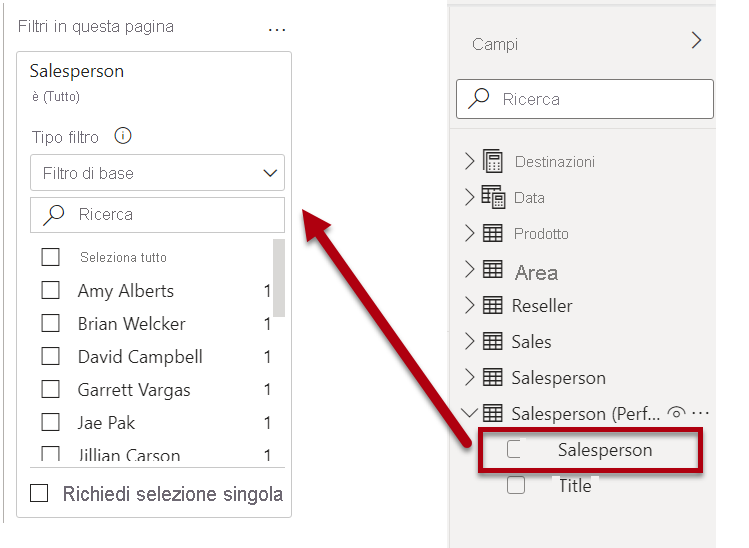 Filtri in questa pagina ...
Salesperson
è (Tutto)
Tipo filtro
Filtro di base
Ricerca
Seleziona tutto
Amy Alberts 1
Brian Welcker 1
David Campbell 1
Garrett Vargas 1
Jae Pak 1
Jillian Carson 1
Richiedi selezione singola
Campi
Ricerca
Destinazioni
Data
Prodotto
Area
Reseller
Sales
Salesperson
Salesperson (Perf... ...
Salesperson
Title